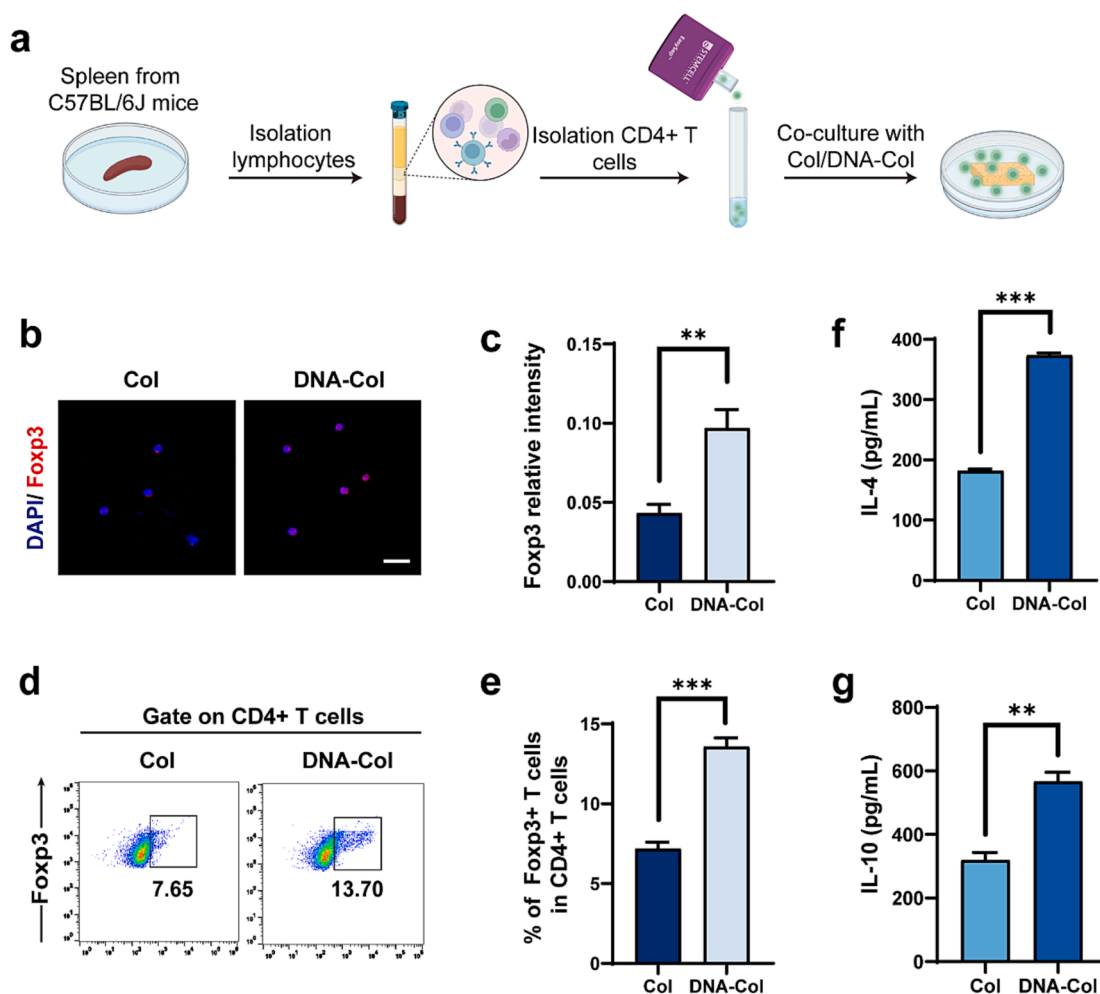 a
Spleen from
C57BL/6J mice
Isolation
lymphocytes
Isolation CD4+ T
cells
STEMCELL™
EasySep™
Co-culture with
Col/DNA-Col
b
Col
DNA-Col
DAPI/ Foxp3
c
Foxp3 relative intensity
0.15
0.10
0.05
0.00
**
Col
DNA-Col
f
IL-4 (pg/mL)
400
300
200
100
0
***
Col
DNA-Col
d
Gate on CD4+ T cells
Col
DNA-Col
Foxp3
7.65
13.70
e
% of Foxp3+ T cells
in CD4+ T cells
15
10
5
0
***
Col
DNA-Col
g
IL-10 (pg/mL)
800
600
400
200
0
**
Col
DNA-Col